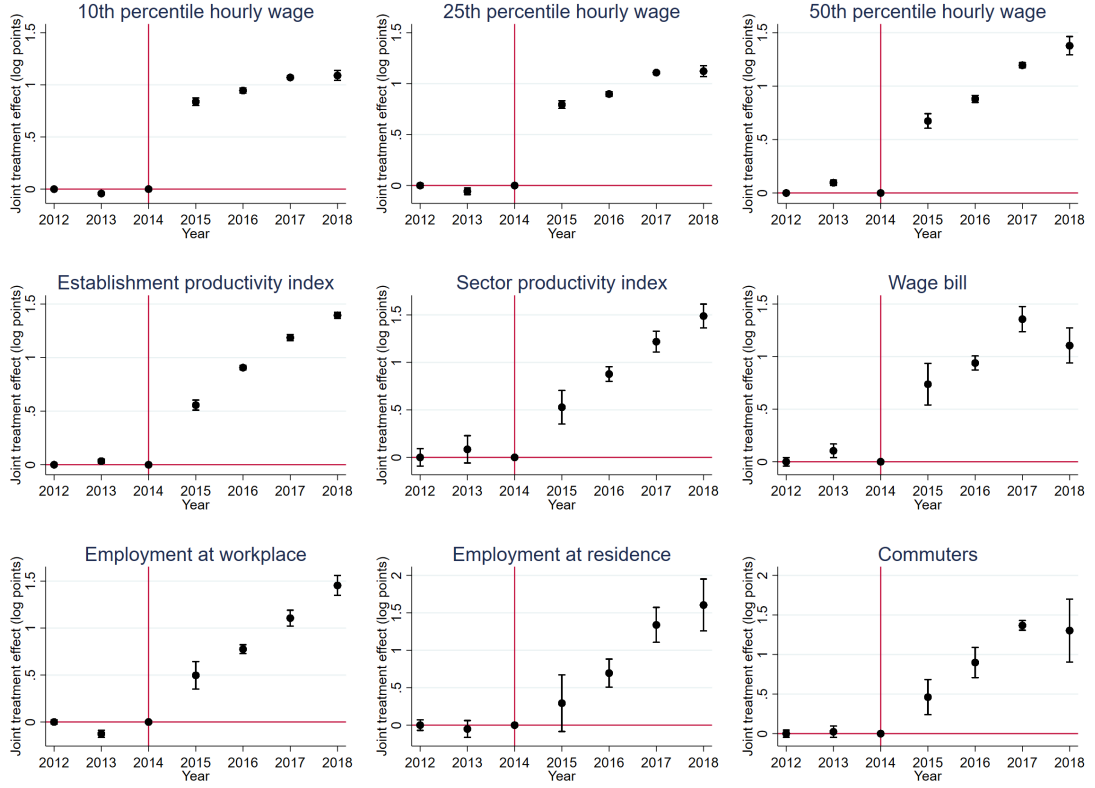 10th percentile hourly wage
Joint treatment effect (log points)
1.5
1
.5
0
2012 2013 2014 2015 2016 2017 2018
Year
25th percentile hourly wage
Joint treatment effect (log points)
1.5
1
.5
0
2012 2013 2014 2015 2016 2017 2018
Year
50th percentile hourly wage
Joint treatment effect (log points)
1.5
1
.5
0
2012 2013 2014 2015 2016 2017 2018
Year
Establishment productivity index
Joint treatment effect (log points)
1.5
1
.5
0
2012 2013 2014 2015 2016 2017 2018
Year
Sector productivity index
Joint treatment effect (log points)
1.5
1
.5
0
2012 2013 2014 2015 2016 2017 2018
Year
Wage bill
Joint treatment effect (log points)
1.5
1
.5
0
2012 2013 2014 2015 2016 2017 2018
Year
Employment at workplace
Joint treatment effect (log points)
1.5
1
.5
0
2012 2013 2014 2015 2016 2017 2018
Year
Employment at residence
Joint treatment effect (log points)
2
1.5
1
.5
0
2012 2013 2014 2015 2016 2017 2018
Year
Commuters
Joint treatment effect (log points)
2
1.5
1
.5
0
2012 2013 2014 2015 2016 2017 2018
Year